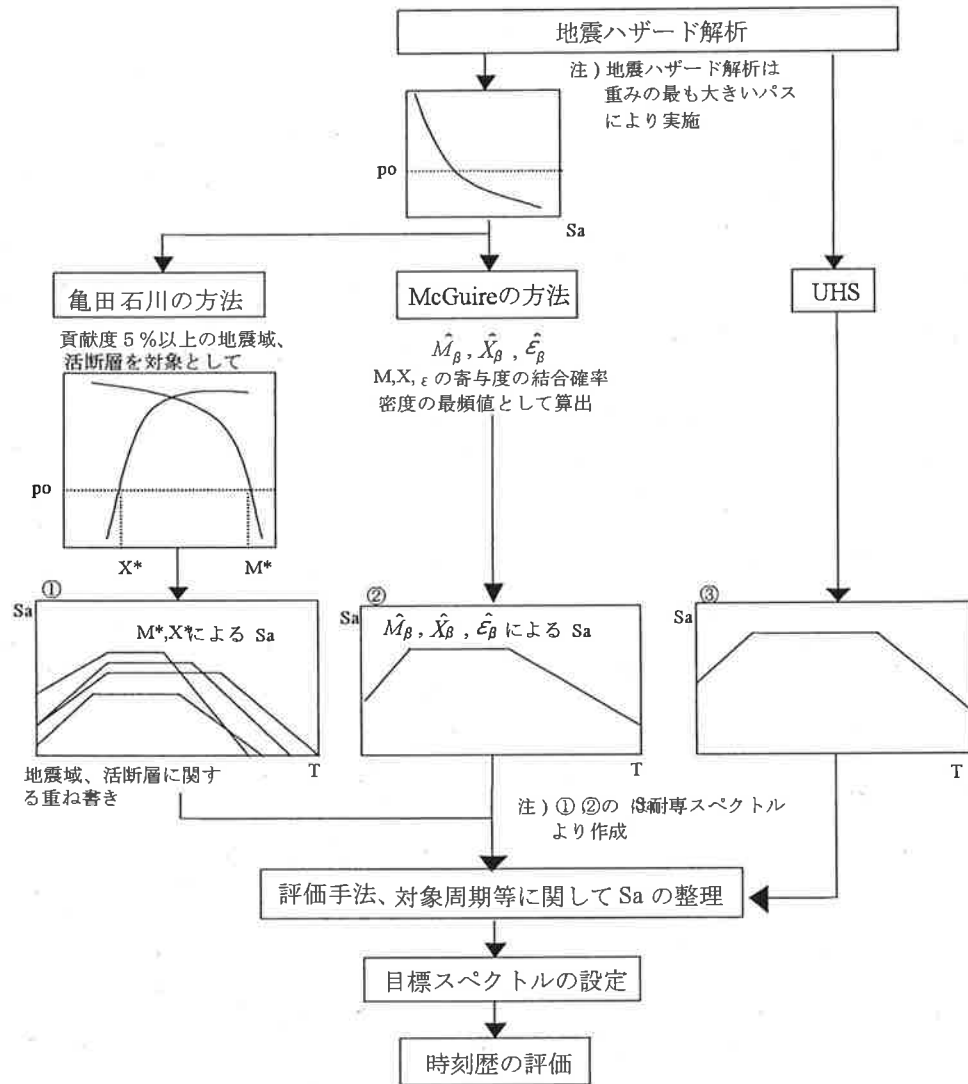 地震ハザード解析
注)地震ハザード解析は
重みの最も大きいパス
により実施
po
Sa
亀田石川の方法
McGuireの方法
UHS
貢献度5%以上の地震域、
活断層を対象として
M̂β, X̂β, ε̂β
M,X,εの寄与度の結合確率
密度の最頻値として算出
po
X*
M*
①
Sa
M*,X*による Sa
T
②
Sa
M̂β, X̂β, ε̂β による Sa
T
③
Sa
T
地震域、活断層に関す
る重ね書き
注)①②の Saは耐専スペクトル
より作成
評価手法、対象周期等に関して Sa の整理
目標スペクトルの設定
時刻歴の評価